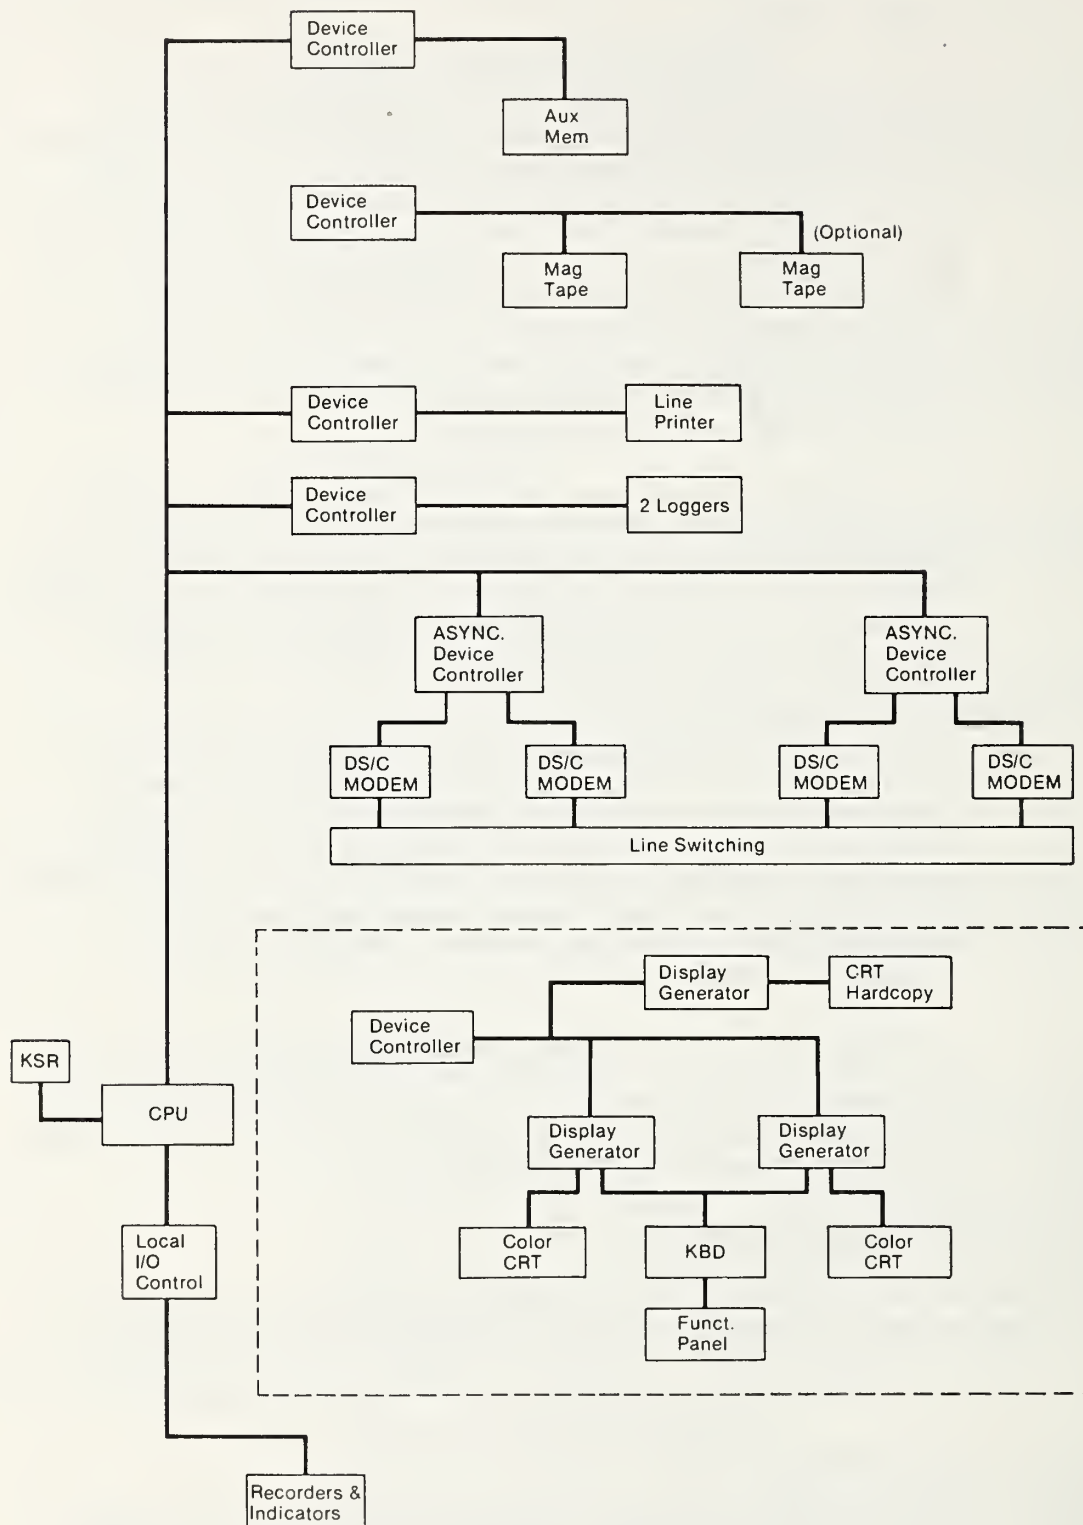 Device
Controller
Aux
Mem
Device
Controller
(Optional)
Mag
Tape
Mag
Tape
Device
Controller
Line
Printer
Device
Controller
2 Loggers
ASYNC.
Device
Controller
ASYNC.
Device
Controller
DS/C
MODEM
DS/C
MODEM
DS/C
MODEM
DS/C
MODEM
Line Switching
Display
Generator
CRT
Hardcopy
Device
Controller
KSR
CPU
Display
Generator
Display
Generator
Local
I/O
Control
Color
CRT
KBD
Color
CRT
Funct.
Panel
Recorders &
Indicators